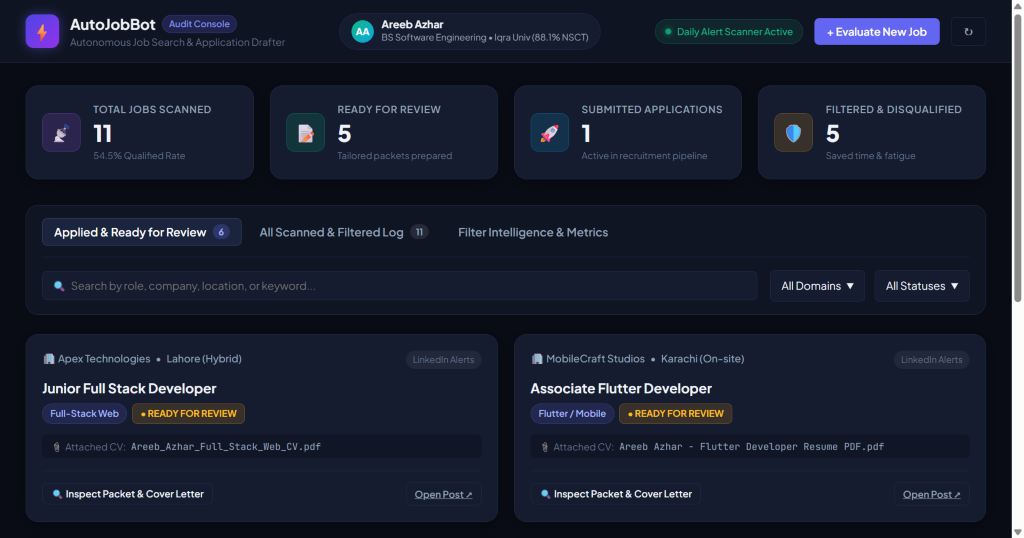 AutoJobBot Audit Console
Autonomous Job Search & Application Drafter
AA
Areeb Azhar
BS Software Engineering • Iqra Univ (88.1% NSCT)
Daily Alert Scanner Active
+ Evaluate New Job
↻
TOTAL JOBS SCANNED
11
54.5% Qualified Rate
READY FOR REVIEW
5
Tailored packets prepared
SUBMITTED APPLICATIONS
1
Active in recruitment pipeline
FILTERED & DISQUALIFIED
5
Saved time & fatigue
Applied & Ready for Review 6
All Scanned & Filtered Log 11
Filter Intelligence & Metrics
Search by role, company, location, or keyword...
All Domains ▼
All Statuses ▼
Apex Technologies • Lahore (Hybrid)
LinkedIn Alerts
Junior Full Stack Developer
Full-Stack Web
● READY FOR REVIEW
Attached CV: Areeb_Azhar_Full_Stack_Web_CV.pdf
Inspect Packet & Cover Letter
Open Post ↗
MobileCraft Studios • Karachi (On-site)
LinkedIn Alerts
Associate Flutter Developer
Flutter / Mobile
● READY FOR REVIEW
Attached CV: Areeb Azhar - Flutter Developer Resume PDF.pdf
Inspect Packet & Cover Letter
Open Post ↗